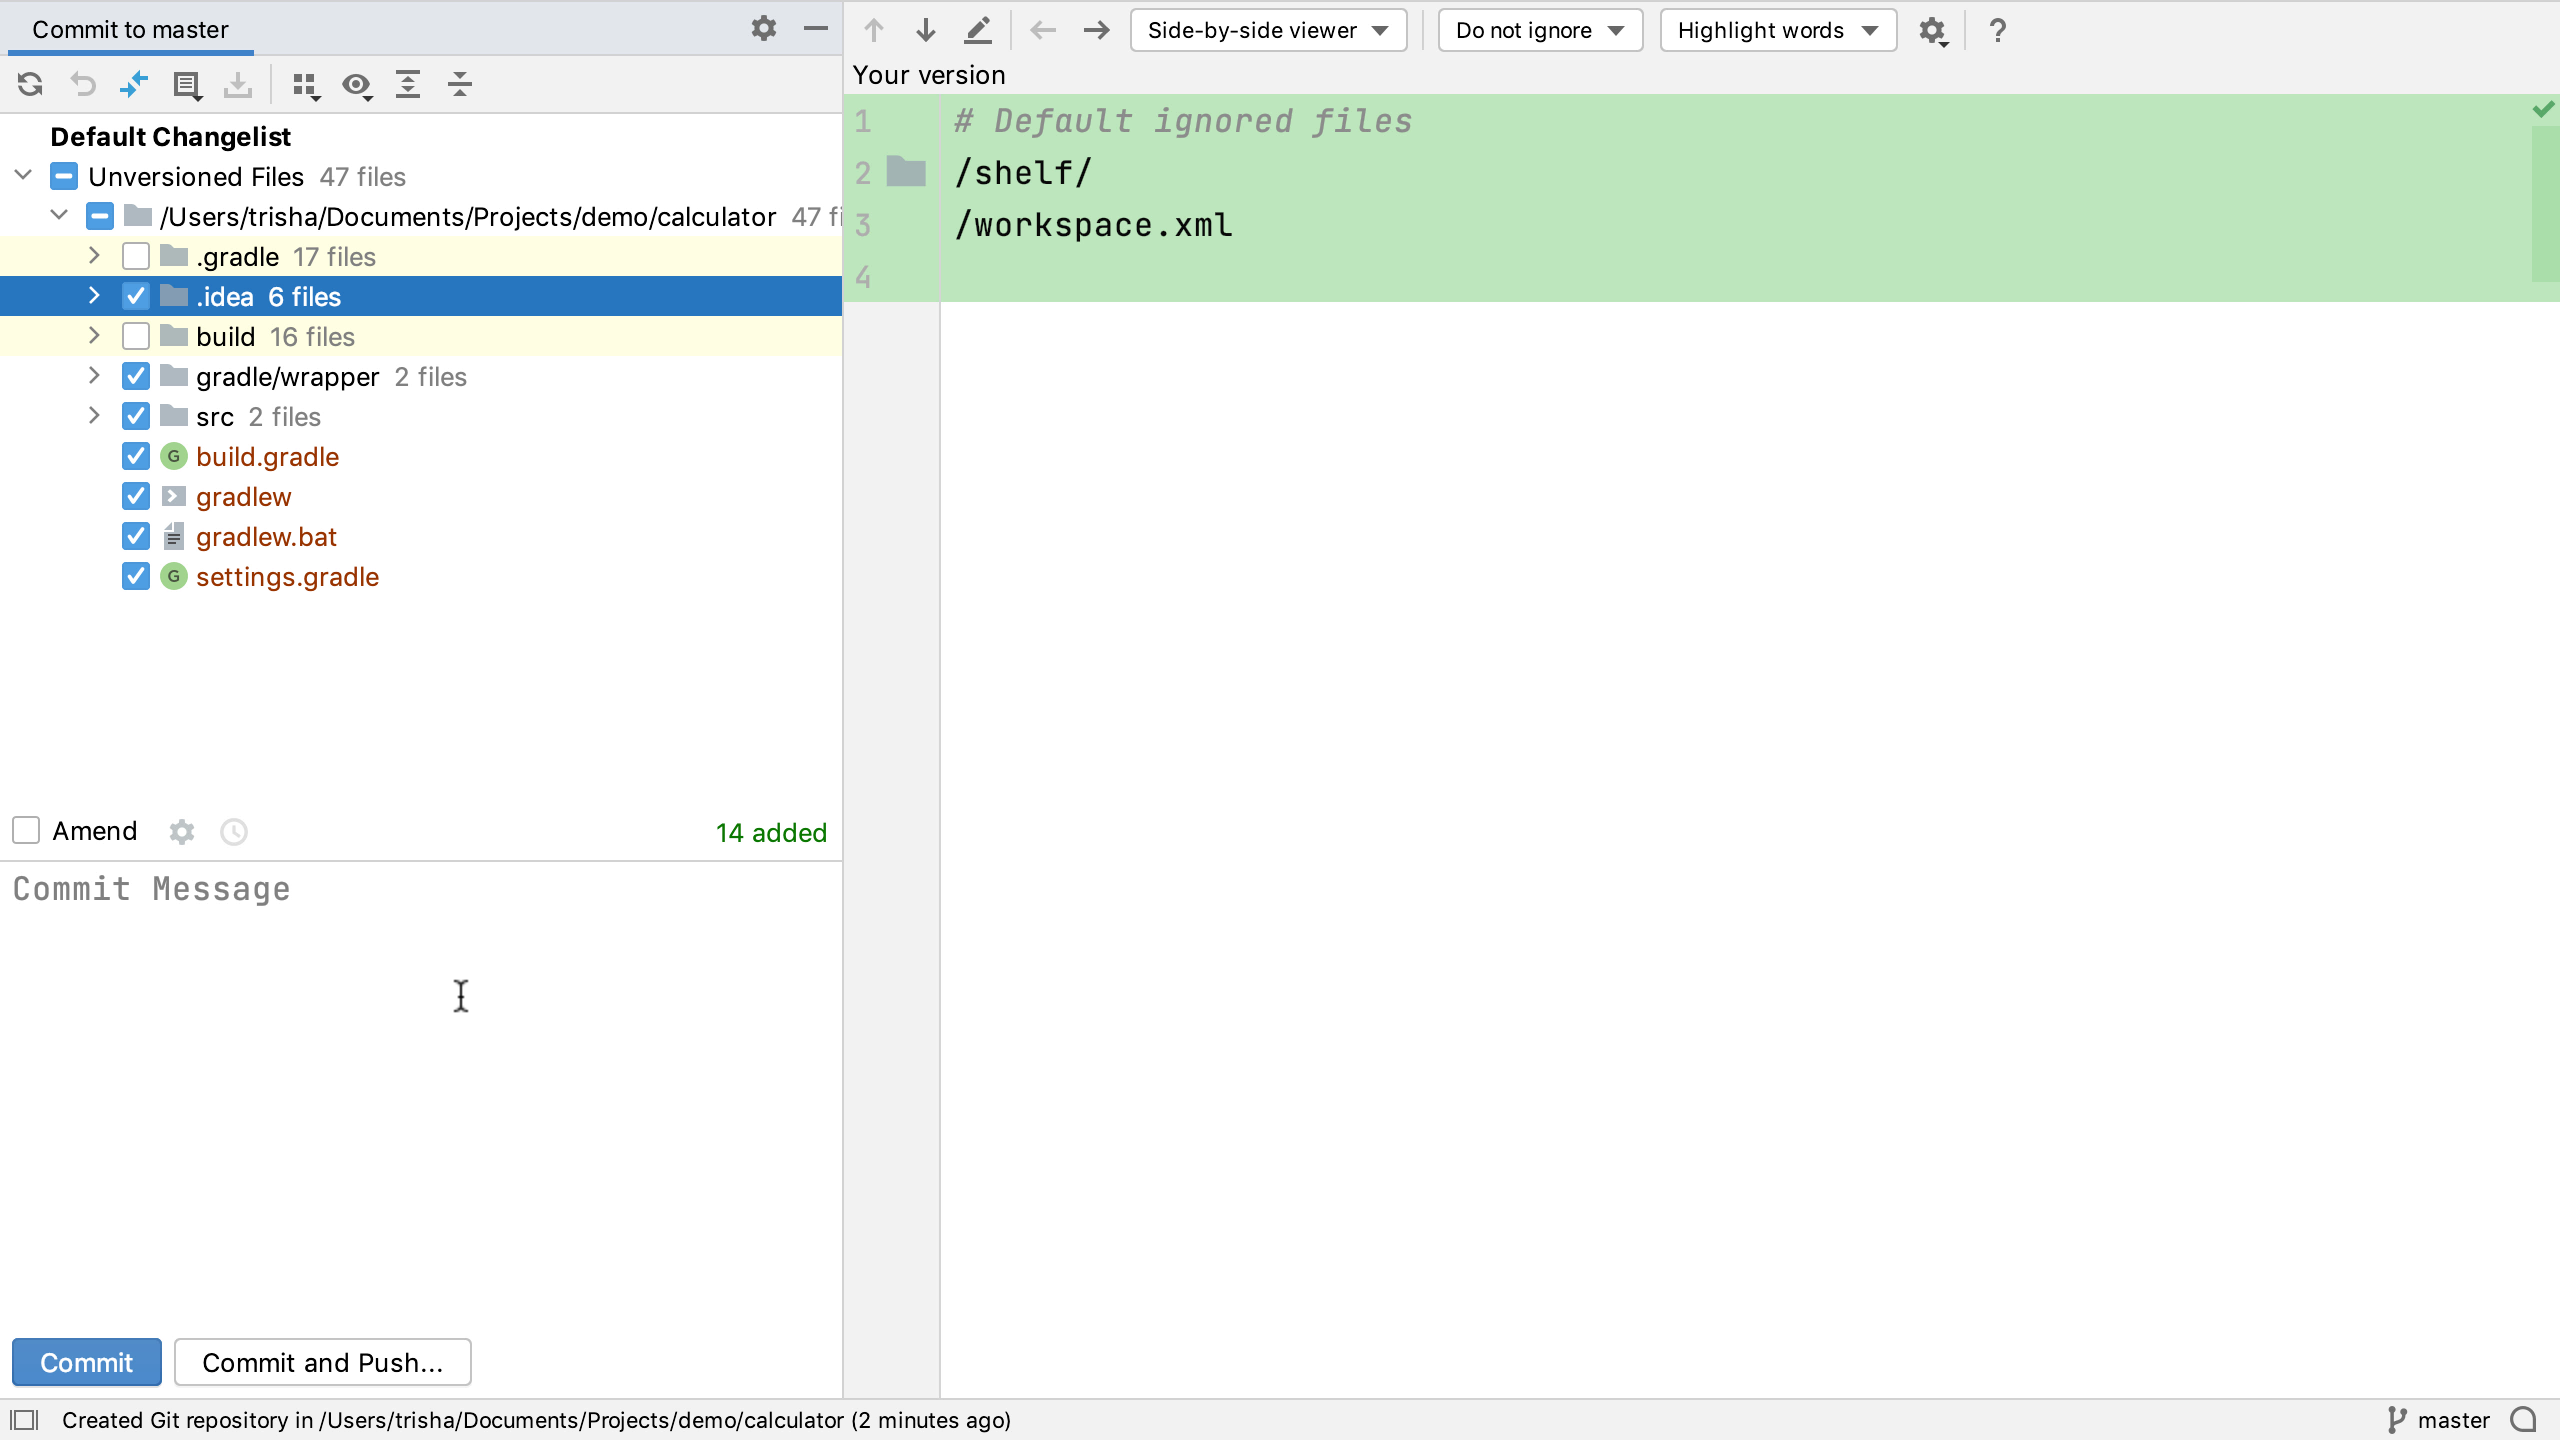 Commit to master
Side-by-side viewer
Do not ignore
Highlight words
?
Your version
Default Changelist
Unversioned Files 47 files
/Users/trisha/Documents/Projects/demo/calculator 47 fi
.gradle 17 files
.idea 6 files
build 16 files
gradle/wrapper 2 files
src 2 files
G build.gradle
gradlew
gradlew.bat
G settings.gradle
Amend
14 added
Commit Message
Commit
Commit and Push...
1 # Default ignored files
2 /shelf/
3 /workspace.xml
4
Created Git repository in /Users/trisha/Documents/Projects/demo/calculator (2 minutes ago)
master